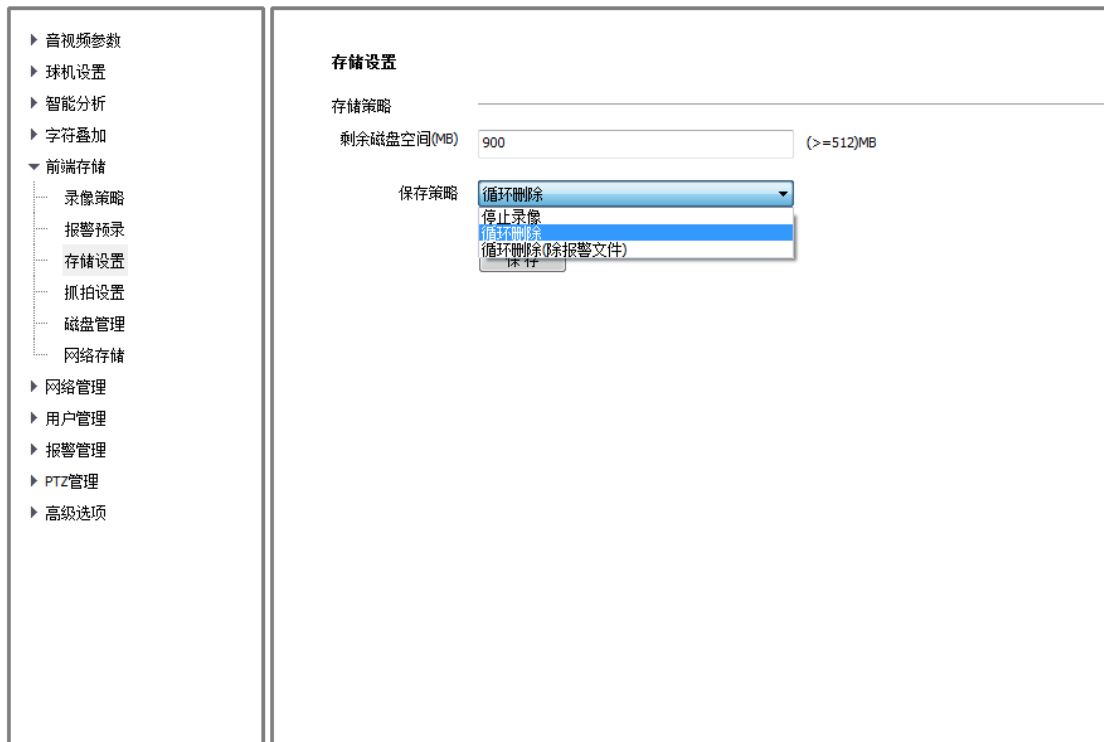 音视频参数
球机设置
智能分析
字符叠加
前端存储
录像策略
报警预录
存储设置
抓拍设置
磁盘管理
网络存储
网络管理
用户管理
报警管理
PTZ管理
高级选项
存储设置
存储策略
剩余磁盘空间(MB) 900 (>=512)MB
保存策略 循环删除
停止录像
循环删除
循环删除(除报警文件)
保存